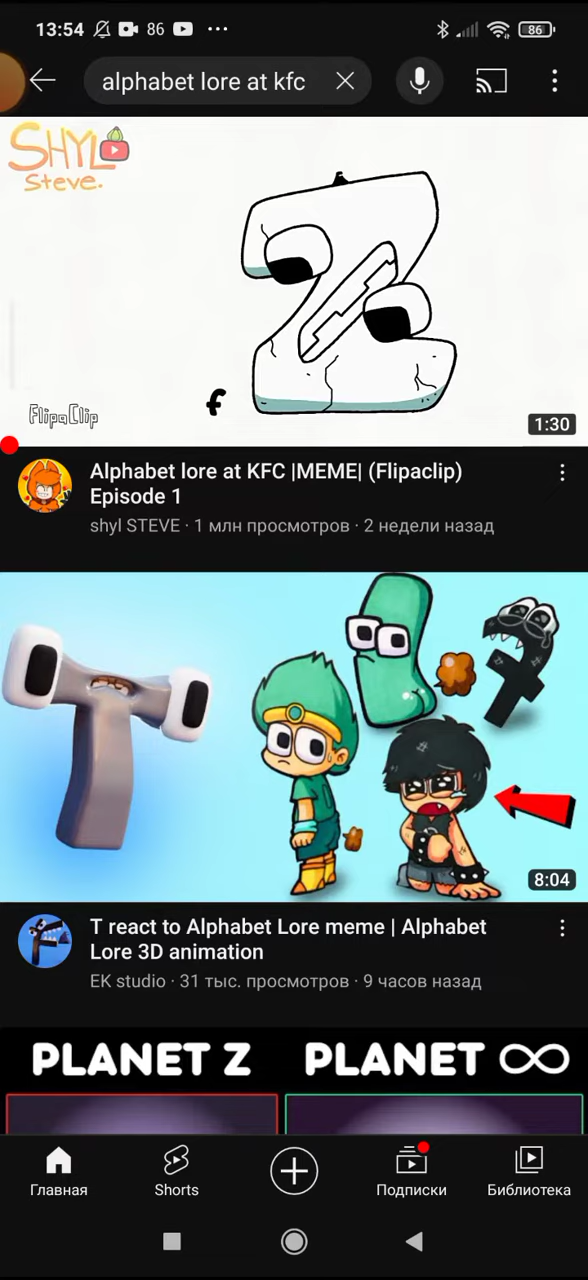 13:54 86 86
alphabet lore at kfc
SHYL
Steve.
f
FlipaClip
1:30
Alphabet lore at KFC |MEME| (Flipaclip)
Episode 1
shyl STEVE · 1 млн просмотров · 2 недели назад
8:04
T react to Alphabet Lore meme | Alphabet
Lore 3D animation
EK studio · 31 тыс. просмотров · 9 часов назад
PLANET Z PLANET ∞
Главная Shorts Подписки Библиотека